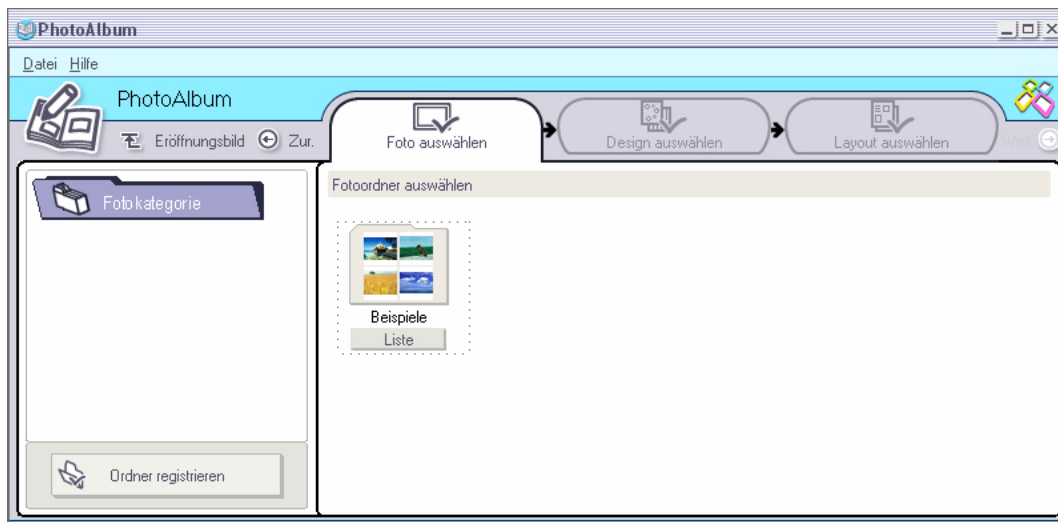 PhotoAlbum
Datei Hilfe
PhotoAlbum
Eröffnungsbild Zur.
Foto auswählen
Design auswählen
Layout auswählen
Weit.
Fotokategorie
Fotoordner auswählen
Beispiele
Liste
Ordner registrieren